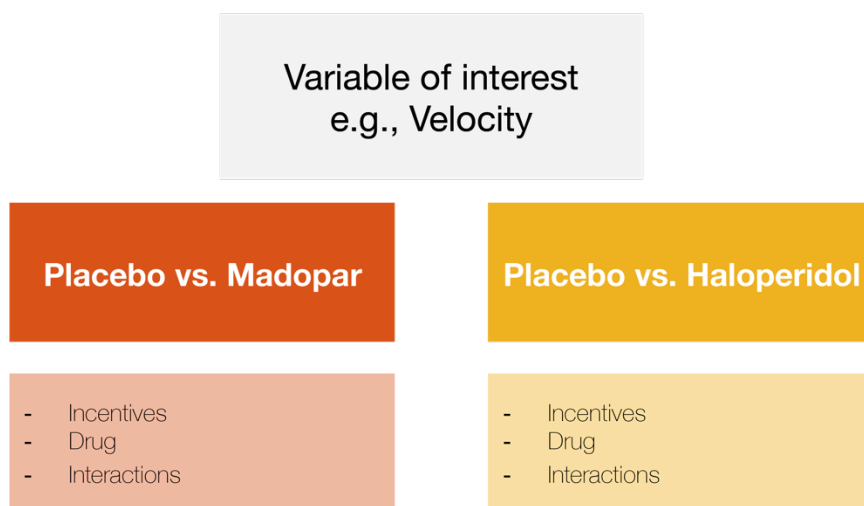 Variable of interest
e.g., Velocity
Placebo vs. Madopar
Placebo vs. Haloperidol
- Incentives
- Drug
- Interactions
- Incentives
- Drug
- Interactions